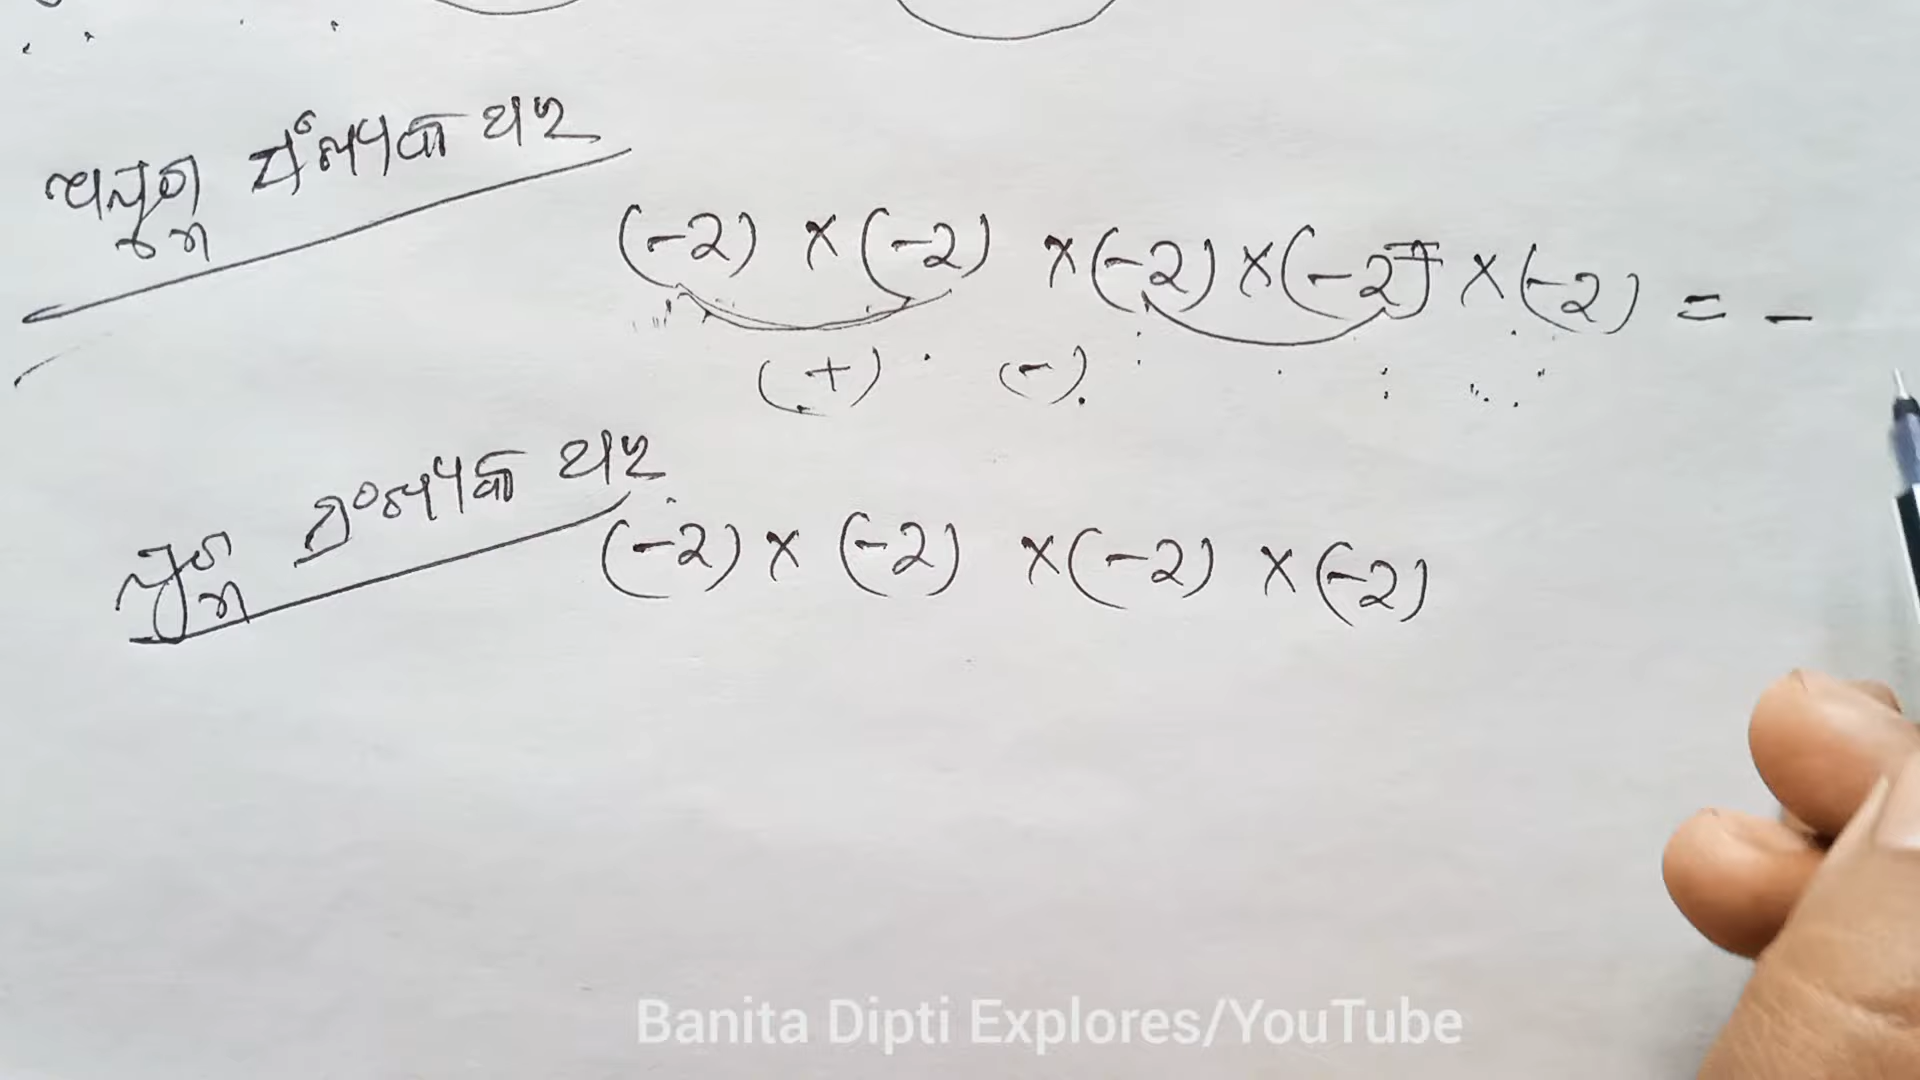 ଅଯୁଗ୍ମ ସଂଖ୍ୟକ ଥର
(-2) × (-2) × (-2) × (-2) × (-2) = -
(+) (-)
ଯୁଗ୍ମ ସଂଖ୍ୟକ ଥର
(-2) × (-2) × (-2) × (-2)
Banita Dipti Explores/YouTube